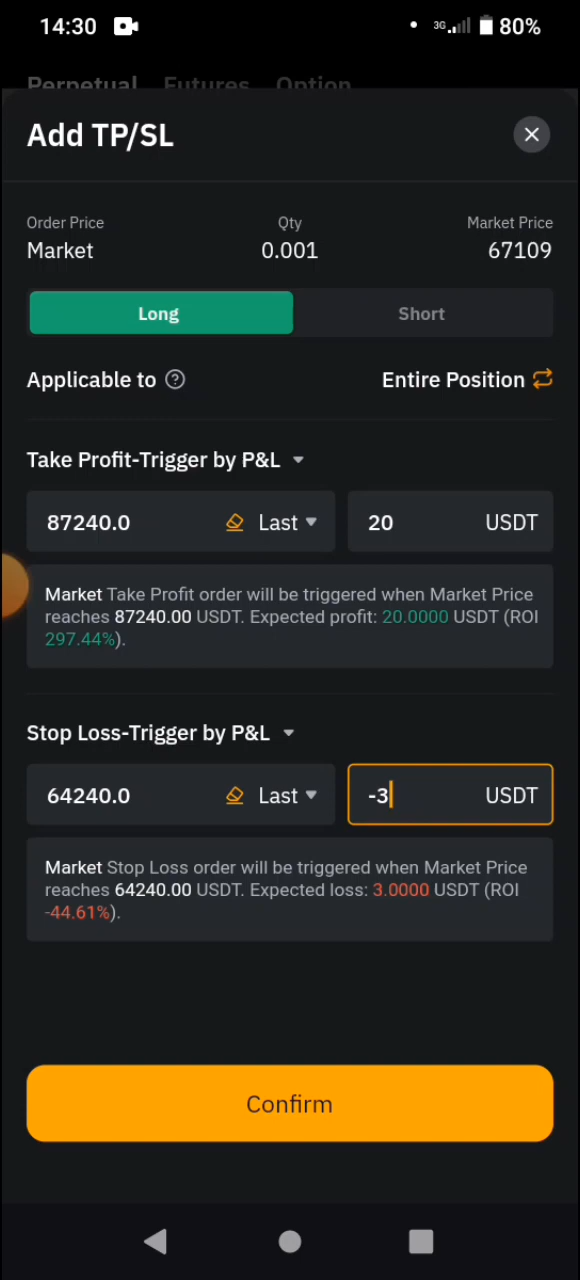 14:30
3G
80%
Perpetual Futures Option
Add TP/SL
Order Price Qty Market Price
Market 0.001 67109
Long Short
Applicable to ? Entire Position
Take Profit-Trigger by P&L
87240.0 Last 20 USDT
Market Take Profit order will be triggered when Market Price
reaches 87240.00 USDT. Expected profit: 20.0000 USDT (ROI
297.44%).
Stop Loss-Trigger by P&L
64240.0 Last -3 USDT
Market Stop Loss order will be triggered when Market Price
reaches 64240.00 USDT. Expected loss: 3.0000 USDT (ROI
-44.61%).
Confirm